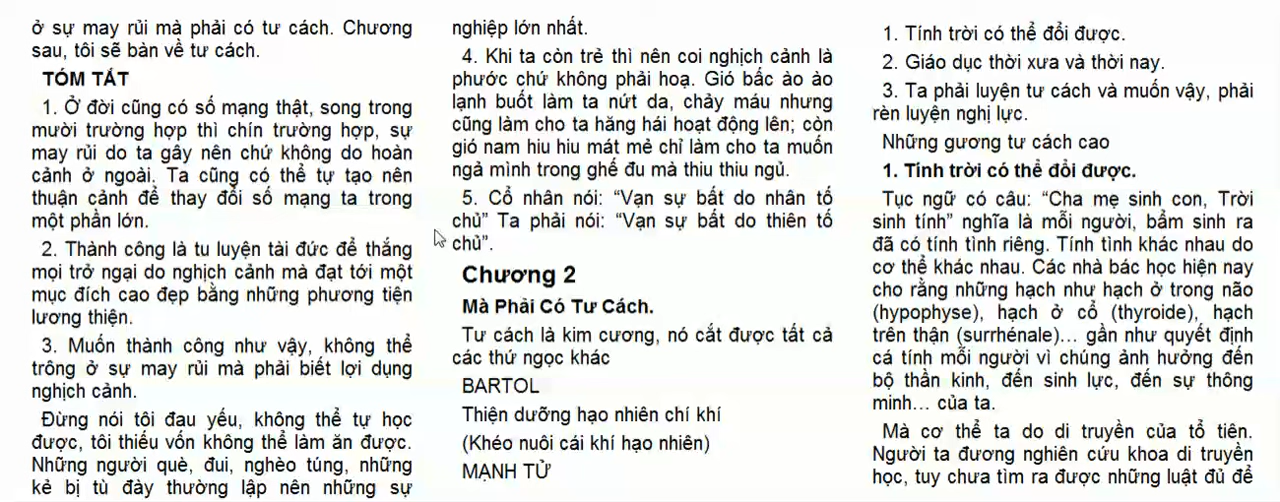 ở sự may rủi mà phải có tư cách. Chương
sau, tôi sẽ bàn về tư cách.
TÓM TẮT
1. Ở đời cũng có số mạng thật, song trong
mười trường hợp thì chín trường hợp, sự
may rủi do ta gây nên chứ không do hoàn
cảnh ở ngoài. Ta cũng có thể tự tạo nên
thuận cảnh để thay đổi số mạng ta trong
một phần lớn.
2. Thành công là tu luyện tài đức để thắng
mọi trở ngại do nghịch cảnh mà đạt tới một
mục đích cao đẹp bằng những phương tiện
lương thiện.
3. Muốn thành công như vậy, không thể
trông ở sự may rủi mà phải biết lợi dụng
nghịch cảnh.
Đừng nói tôi đau yếu, không thể tự học
được, tôi thiếu vốn không thể làm ăn được.
Những người què, đui, nghèo túng, những
kẻ bị tù đày thường lập nên những sự
nghiệp lớn nhất.
4. Khi ta còn trẻ thì nên coi nghịch cảnh là
phước chứ không phải hoạ. Gió bấc ào ào
lạnh buốt làm ta nứt da, chảy máu nhưng
cũng làm cho ta hăng hái hoạt động lên; còn
gió nam hiu hiu mát mẻ chỉ làm cho ta muốn
ngả mình trong ghế đu mà thiu thiu ngủ.
5. Cổ nhân nói: “Vạn sự bất do nhân tố
chủ” Ta phải nói: “Vạn sự bất do thiên tố
chủ”.
Chương 2
Mà Phải Có Tư Cách.
Tư cách là kim cương, nó cắt được tất cả
các thứ ngọc khác
BARTOL
Thiện dưỡng hạo nhiên chí khí
(Khéo nuôi cái khí hạo nhiên)
MẠNH TỬ
1. Tính trời có thể đổi được.
2. Giáo dục thời xưa và thời nay.
3. Ta phải luyện tư cách và muốn vậy, phải
rèn luyện nghị lực.
Những gương tư cách cao
1. Tính trời có thể đổi được.
Tục ngữ có câu: “Cha mẹ sinh con, Trời
sinh tính” nghĩa là mỗi người, bẩm sinh ra
đã có tính tình riêng. Tính tình khác nhau do
cơ thể khác nhau. Các nhà bác học hiện nay
cho rằng những hạch như hạch ở trong não
(hypophyse), hạch ở cổ (thyroide), hạch
trên thận (surrhénale)... gần như quyết định
cá tính mỗi người vì chúng ảnh hưởng đến
bộ thần kinh, đến sinh lực, đến sự thông
minh... của ta.
Mà cơ thể ta do di truyền của tổ tiên.
Người ta đương nghiên cứu khoa di truyền
học, tuy chưa tìm ra được những luật đủ để